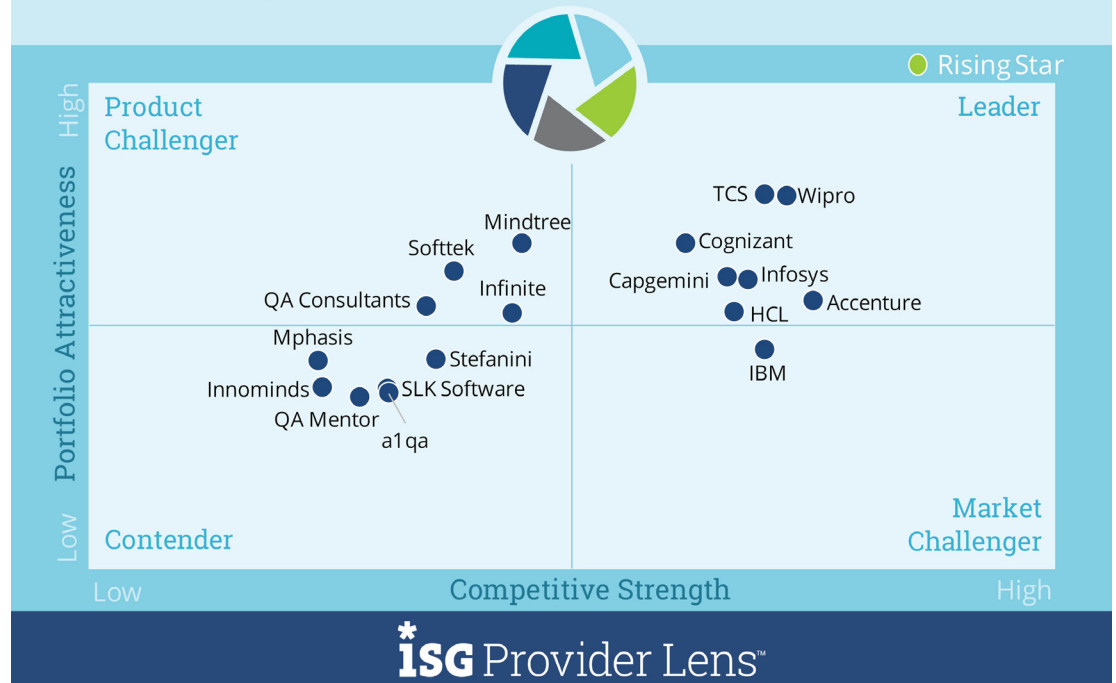 Rising Star
High
Product
Challenger
Leader
Portfolio Attractiveness
TCS
Wipro
Mindtree
Cognizant
Softtek
Capgemini
Infosys
Infinite
QA Consultants
Accenture
HCL
Mphasis
Stefanini
IBM
Innominds
SLK Software
QA Mentor
a1qa
Low
Contender
Market
Challenger
Low
Competitive Strength
High
*ISG Provider Lens™